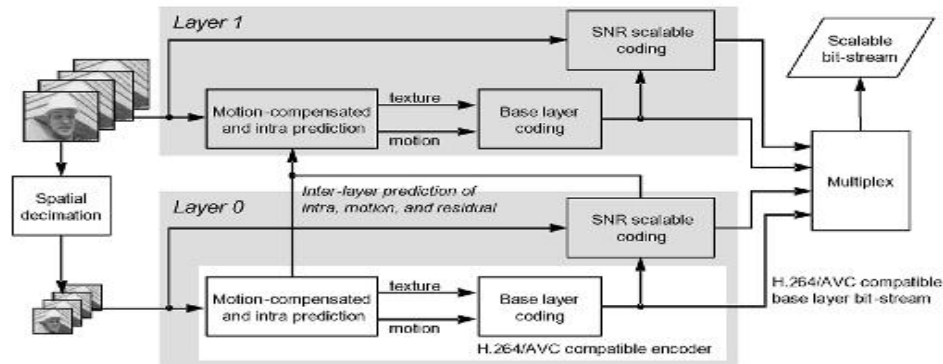 Layer 1
SNR scalable
coding
Scalable
bit-stream
Motion-compensated
and intra prediction
texture
motion
Base layer
coding
Multiplex
Spatial
decimation
Inter-layer prediction of
intra, motion, and residual
Layer 0
SNR scalable
coding
Motion-compensated
and intra prediction
texture
motion
Base layer
coding
H.264/AVC compatible
base layer bit-stream
H.264/AVC compatible encoder